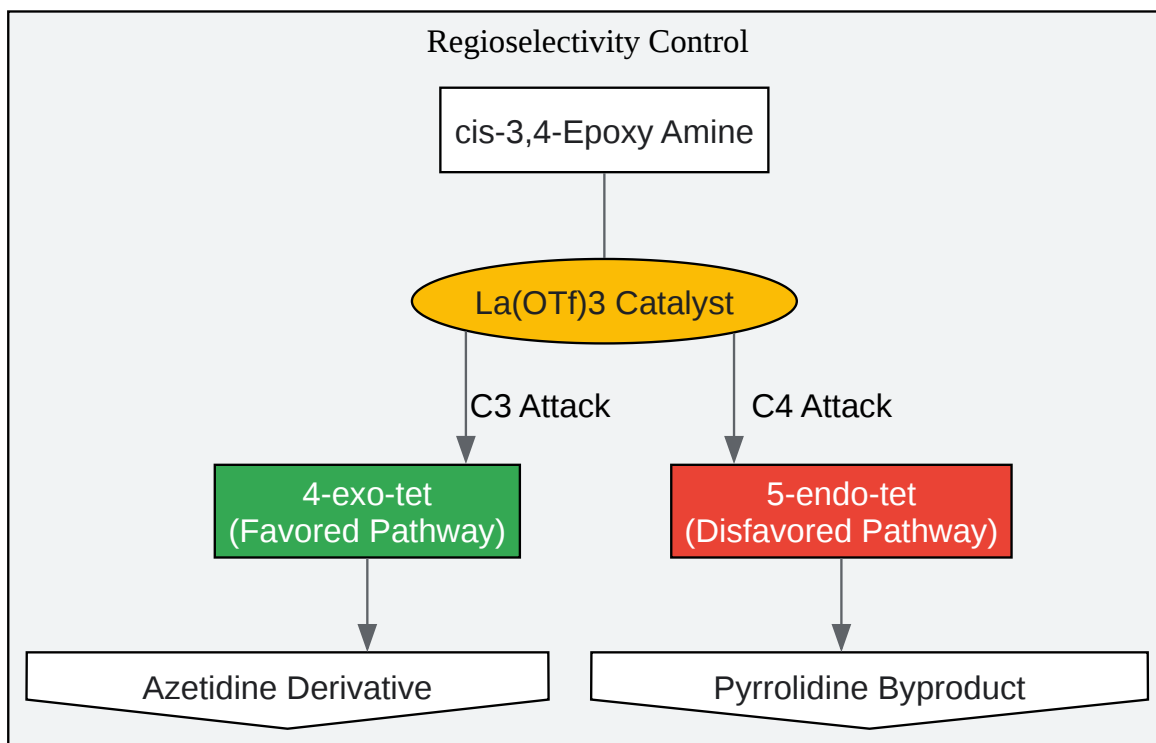 Regioselectivity Control
cis-3,4-Epoxy Amine
La(OTf)3 Catalyst
C3 Attack
C4 Attack
4-exo-tet
(Favored Pathway)
5-endo-tet
(Disfavored Pathway)
Azetidine Derivative
Pyrrolidine Byproduct